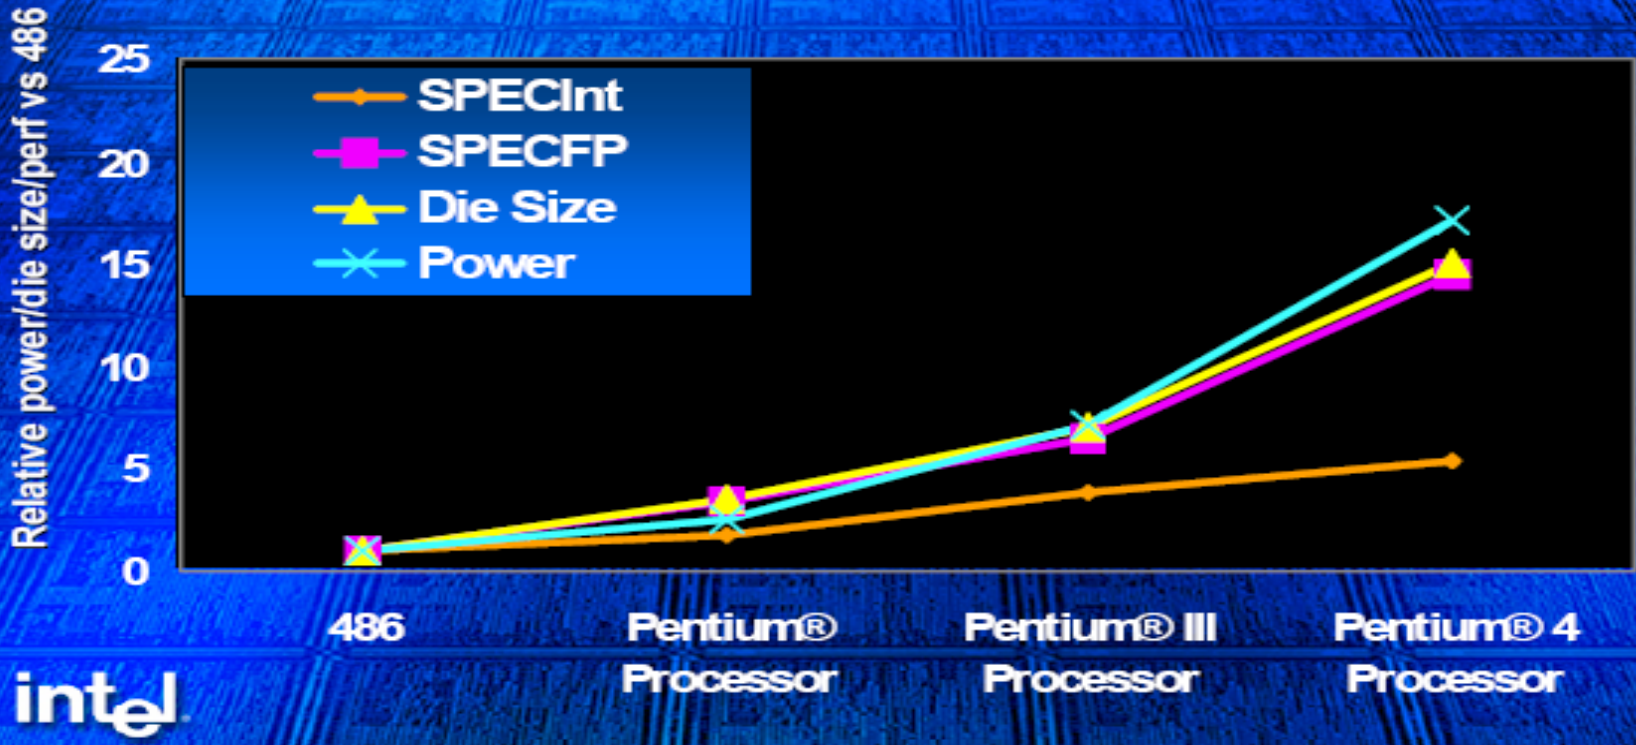 Relative power/die size/perf vs 486
25
20
15
10
5
0
SPECInt
SPECFP
Die Size
Power
486
Pentium® Processor
Pentium® III Processor
Pentium® 4 Processor
intel.